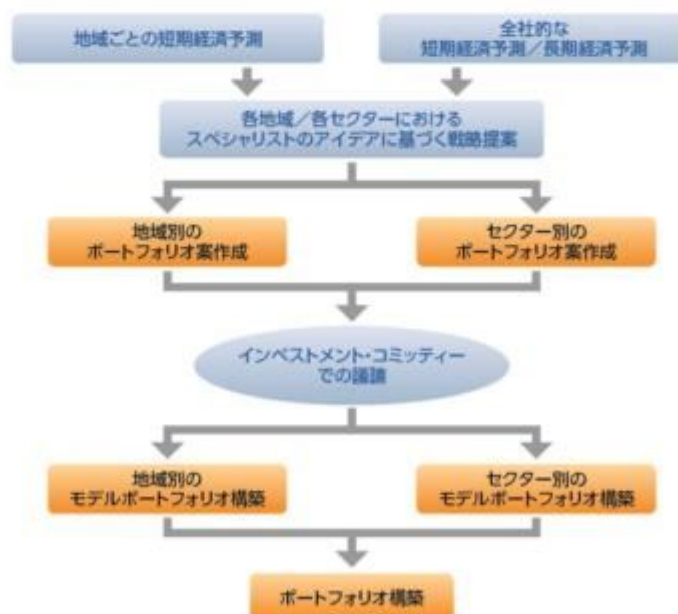 地域ごとの短期経済予測
全社的な
短期経済予測／長期経済予測
各地域／各セクターにおける
スペシャリストのアイデアに基づく戦略提案
地域別の
ポートフォリオ案作成
セクター別の
ポートフォリオ案作成
インベストメント・コミッティー
での議論
地域別の
モデルポートフォリオ構築
セクター別の
モデルポートフォリオ構築
ポートフォリオ構築